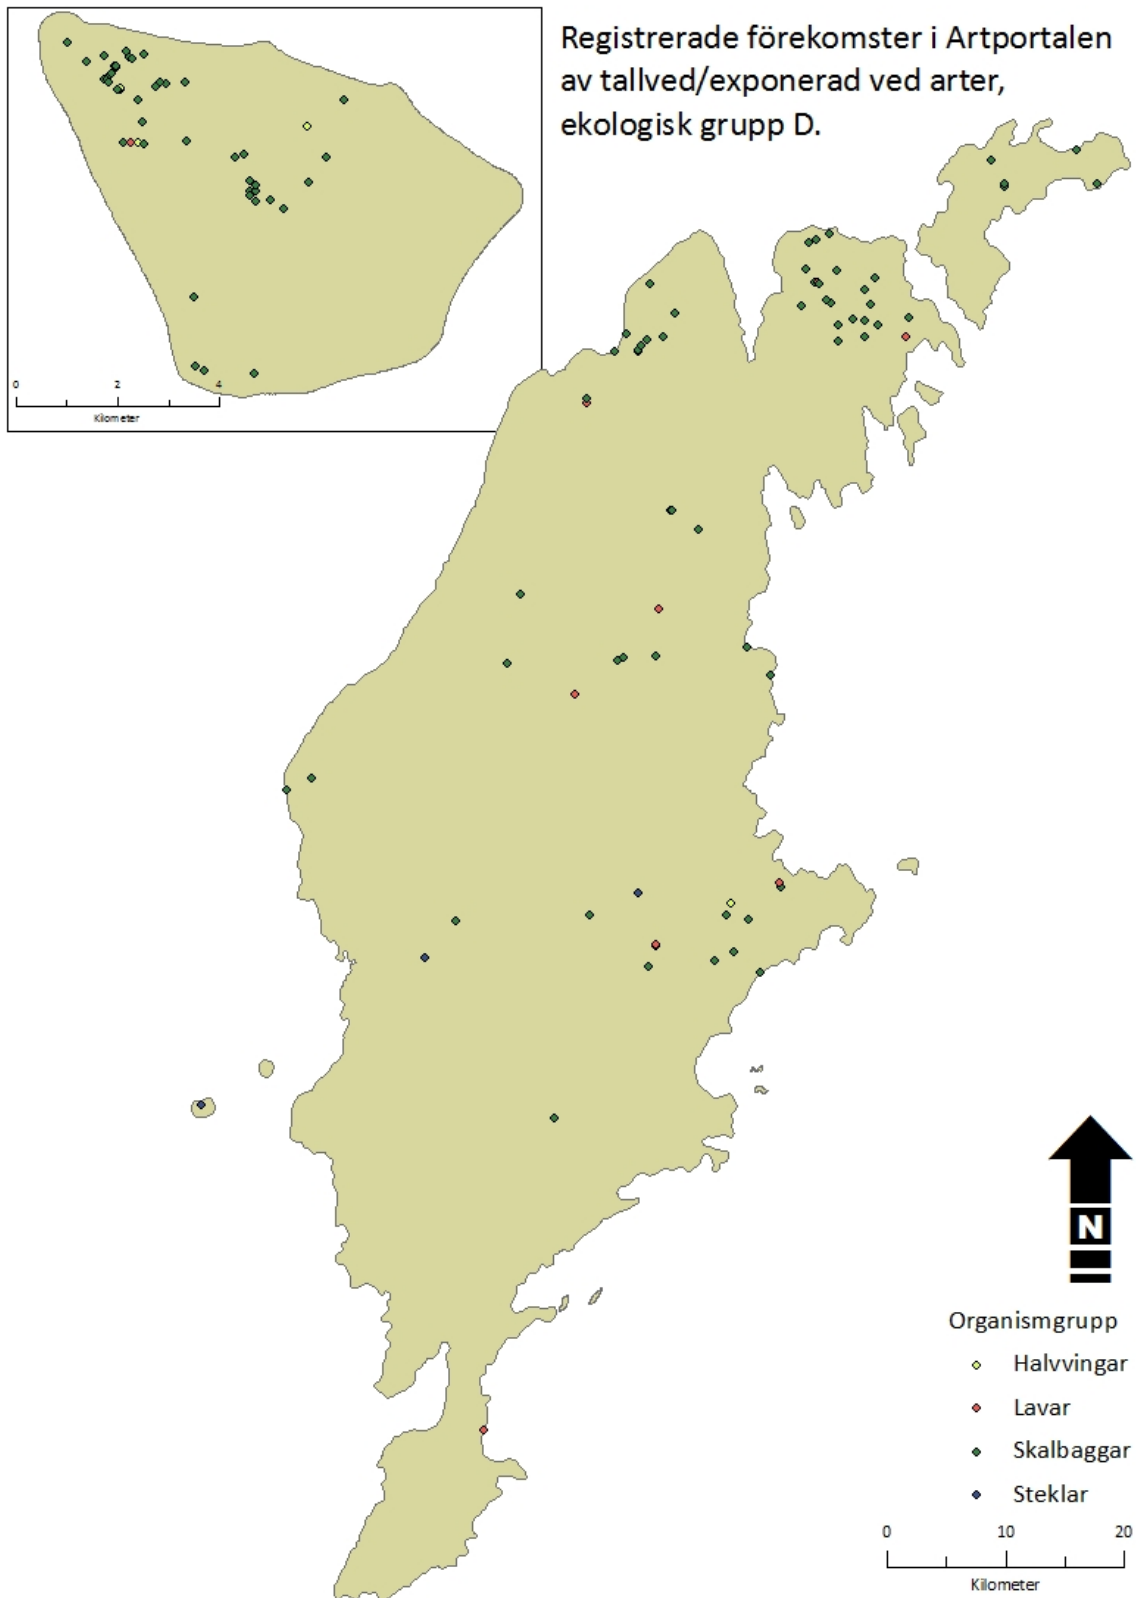 Registrerade förekomster i Artportalen
av tallved/exponerad ved arter,
ekologisk grupp D.
0 2 4
Kilometer
N
Organismgrupp
Halvvingar
Lavar
Skalbaggar
Steklar
0 10 20
Kilometer